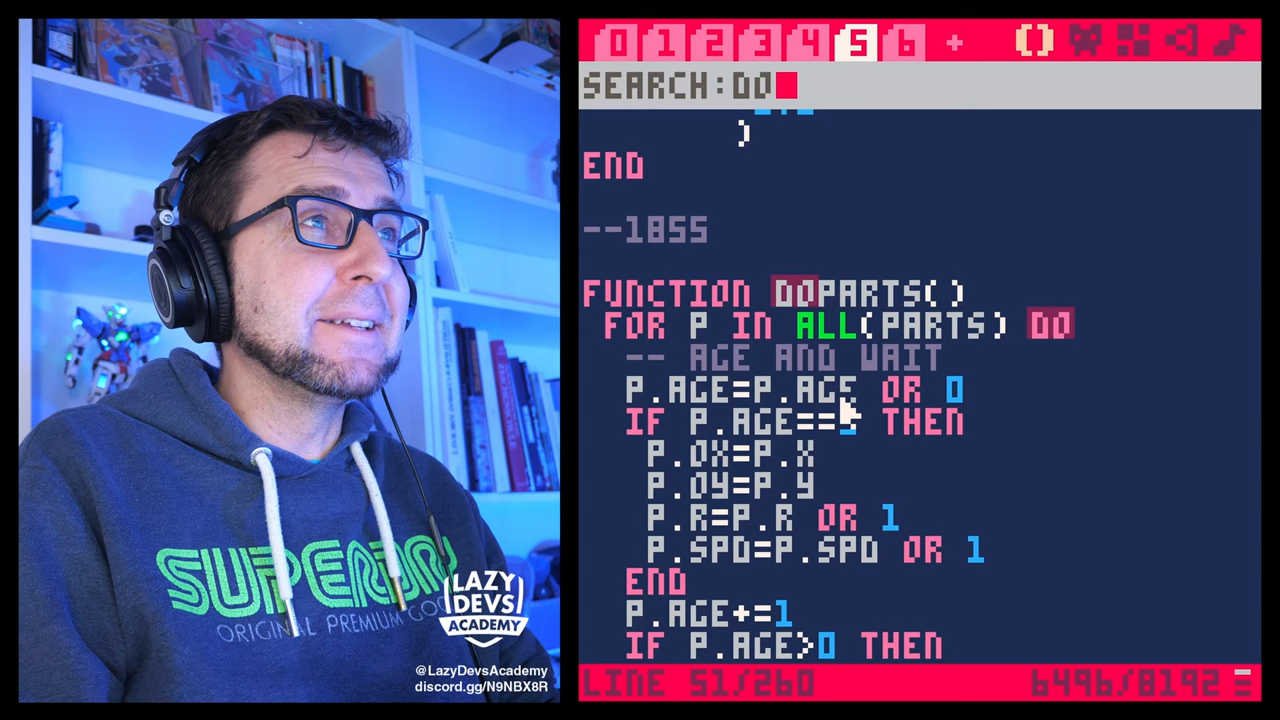 0 1 2 3 4 5 6 +
SEARCH:DO
)
END
--1855
FUNCTION DOPARTS()
FOR P IN ALL(PARTS) DO
-- AGE AND WAIT
P.AGE=P.AGE OR 0
IF P.AGE== THEN
P.OX=P.X
P.OY=P.Y
P.R=P.R OR 1
P.SPD=P.SPD OR 1
END
P.AGE+=1
IF P.AGE>0 THEN
LINE 51/260
6496/8192
ORIGINAL PREMIUM
LAZY
DEVS
ACADEMY
@LazyDevsAcademy
discord.gg/N9NBX8R